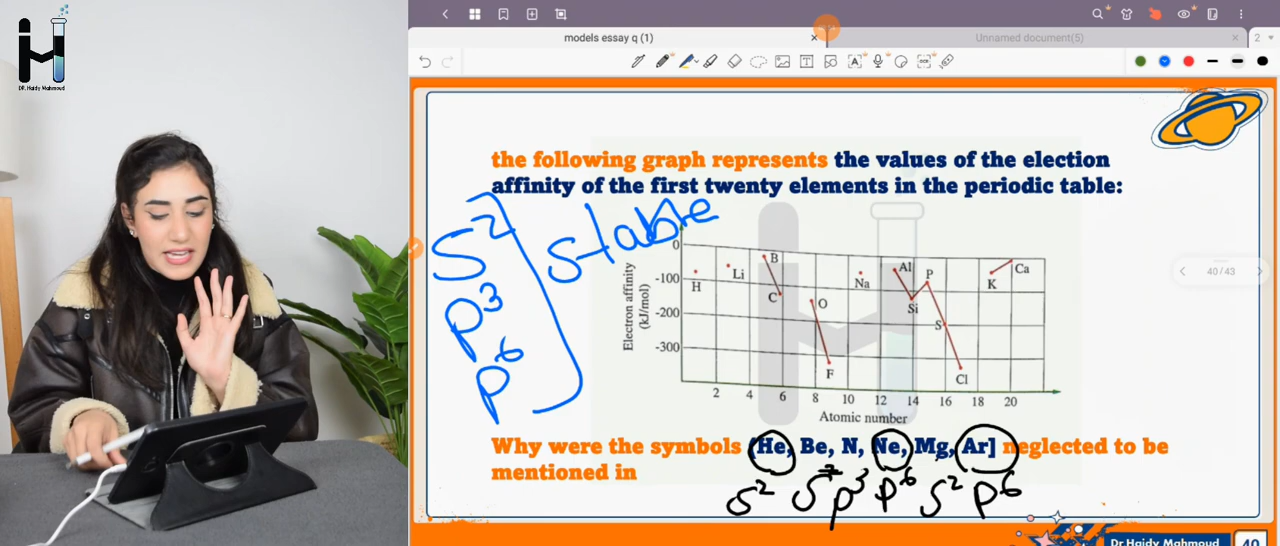 DR. Haidy Mahmoud
models essay q (1)
×
Unnamed document(5)
×
2
the following graph represents the values of the election
affinity of the first twenty elements in the periodic table:
S² stable
p³
p⁶
Electron affinity
(kJ/mol)
0
-100
-200
-300
H
Li
B
C
O
F
Na
Al
Si
P
S
Cl
K
Ca
2 4 6 8 10 12 14 16 18 20
Atomic number
40/43
Why were the symbols (He, Be, N, Ne, Mg, Ar] neglected to be
mentioned in
S² S² p³ p⁶ S² p⁶
Dr Haidy Mahmoud
40